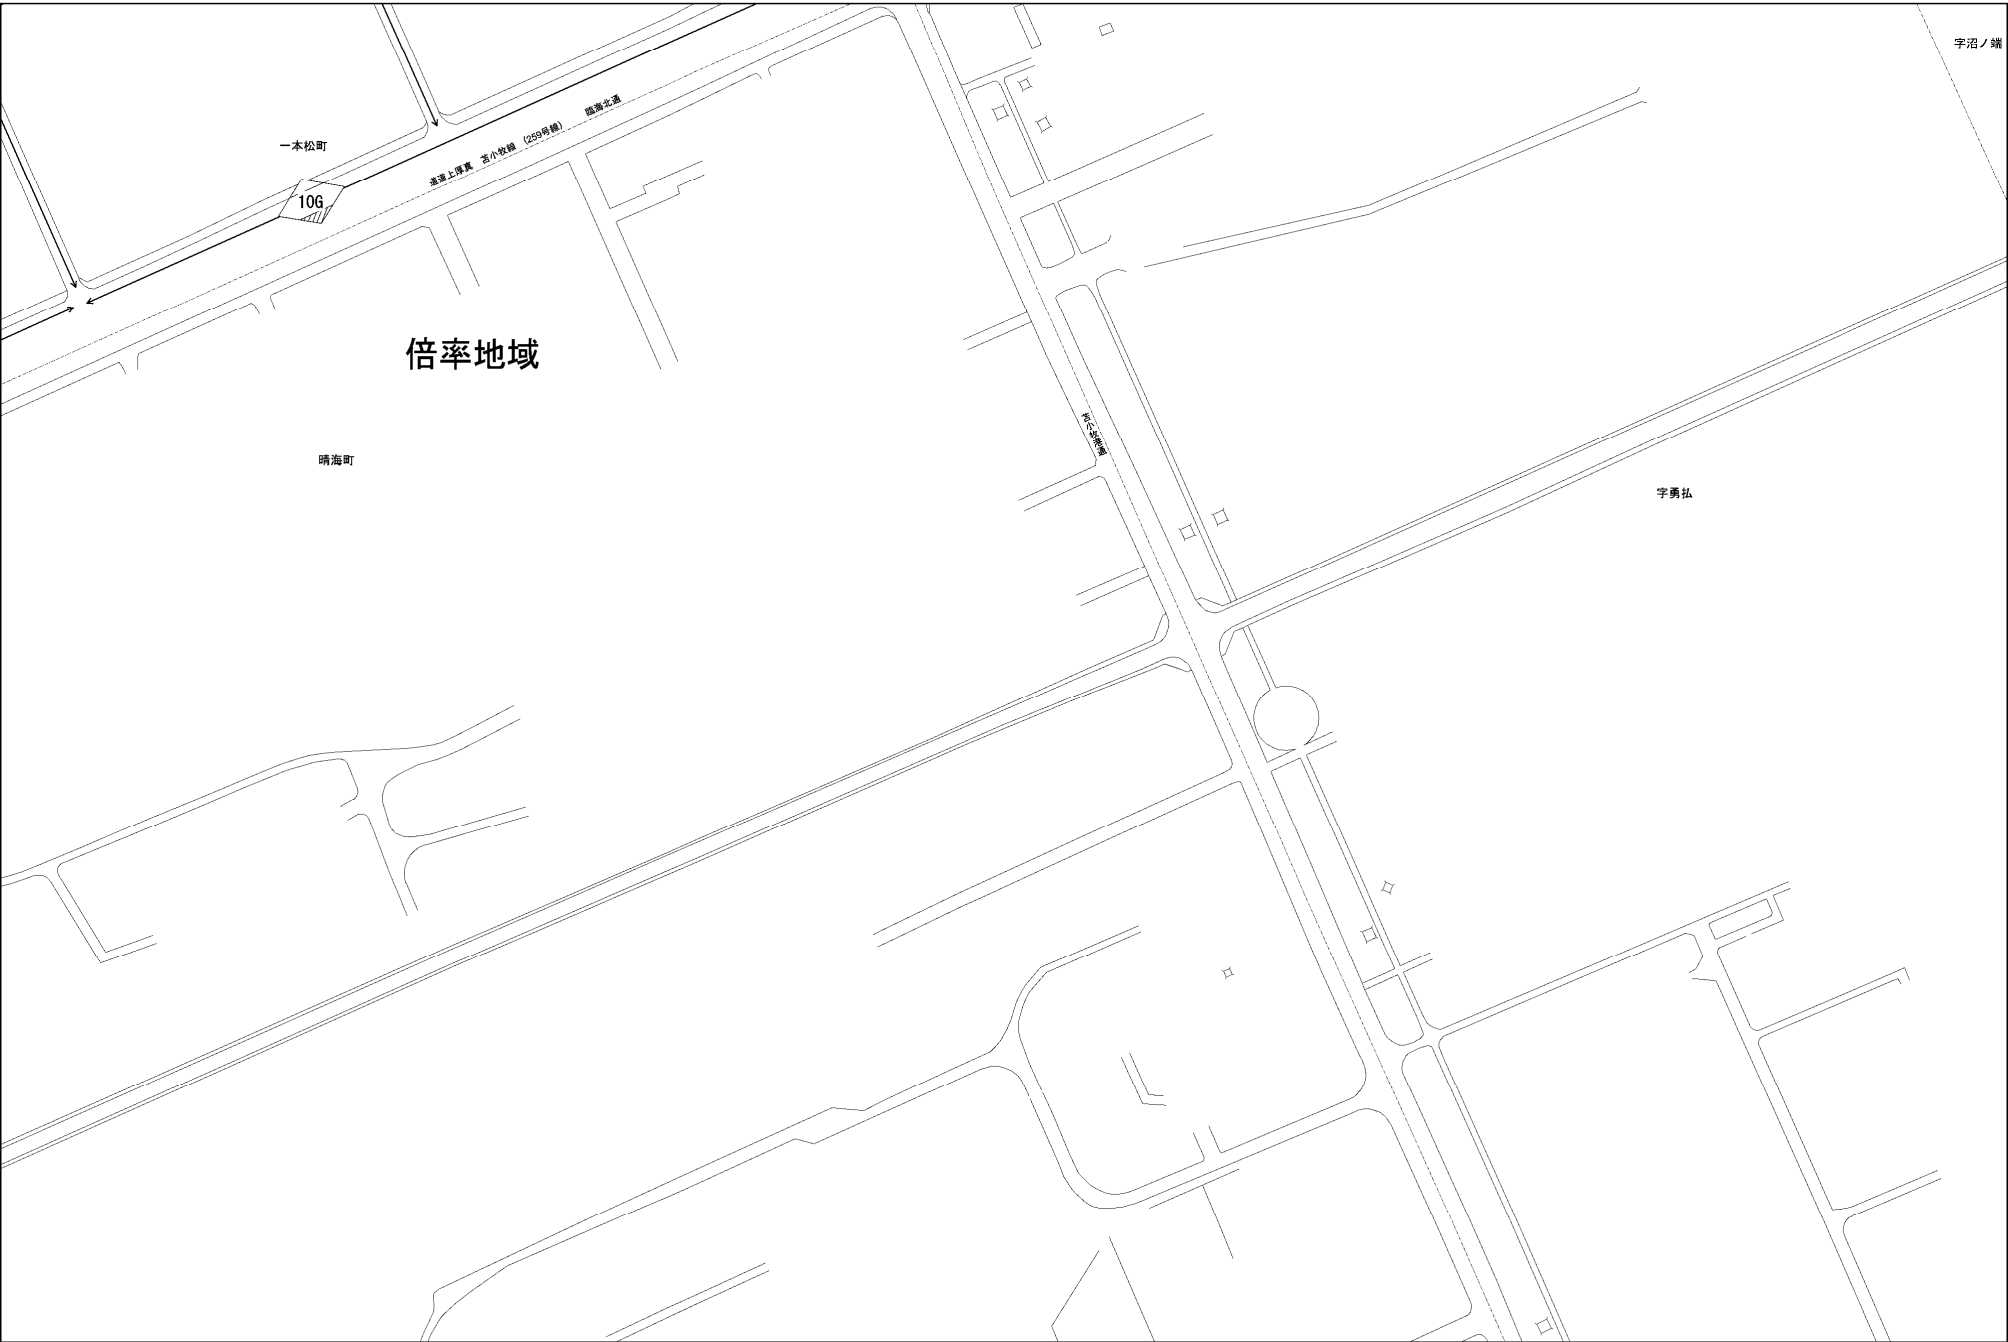 字沼ノ端
臨海北通
道道上厚真 苫小牧線 (259号線)
一本松町
10G
倍率地域
苫小牧港通
晴海町
字勇払